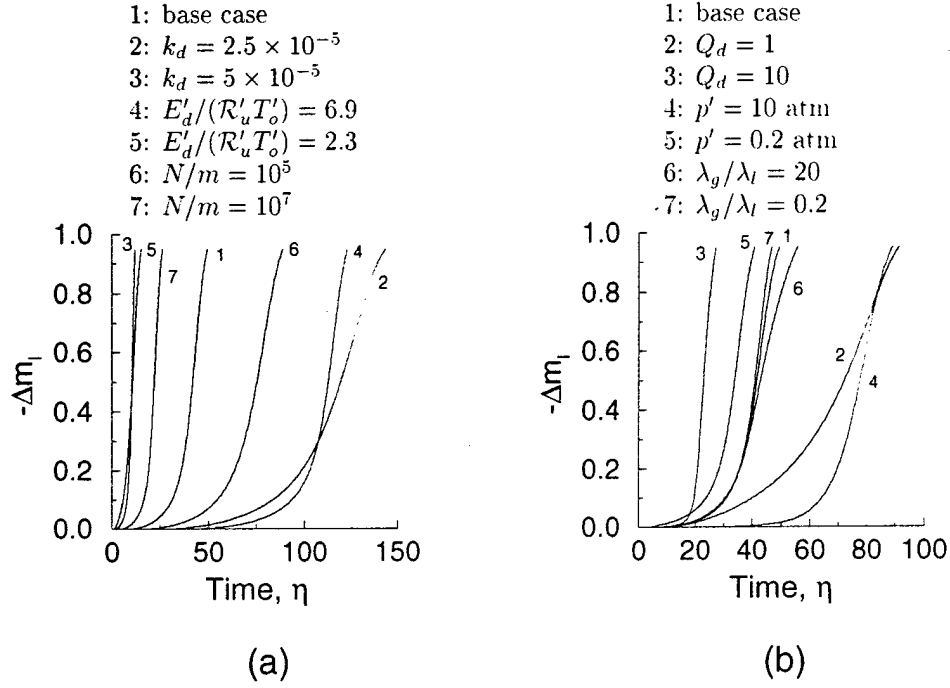 1: base case
2: k_d = 2.5 × 10⁻⁵
3: k_d = 5 × 10⁻⁵
4: E'_d/(R'_u T'_o) = 6.9
5: E'_d/(R'_u T'_o) = 2.3
6: N/m = 10⁵
7: N/m = 10⁷
1.0
0.8
0.6
0.4
0.2
0.0
-Δm_l
3
5
7
1
6
4
2
0
50
100
150
Time, η
(a)
1: base case
2: Q_d = 1
3: Q_d = 10
4: p' = 10 atm
5: p' = 0.2 atm
6: λ_g/λ_l = 20
7: λ_g/λ_l = 0.2
1.0
0.8
0.6
0.4
0.2
0.0
-Δm_l
3
5
7
1
6
2
4
0
20
40
60
80
100
Time, η
(b)